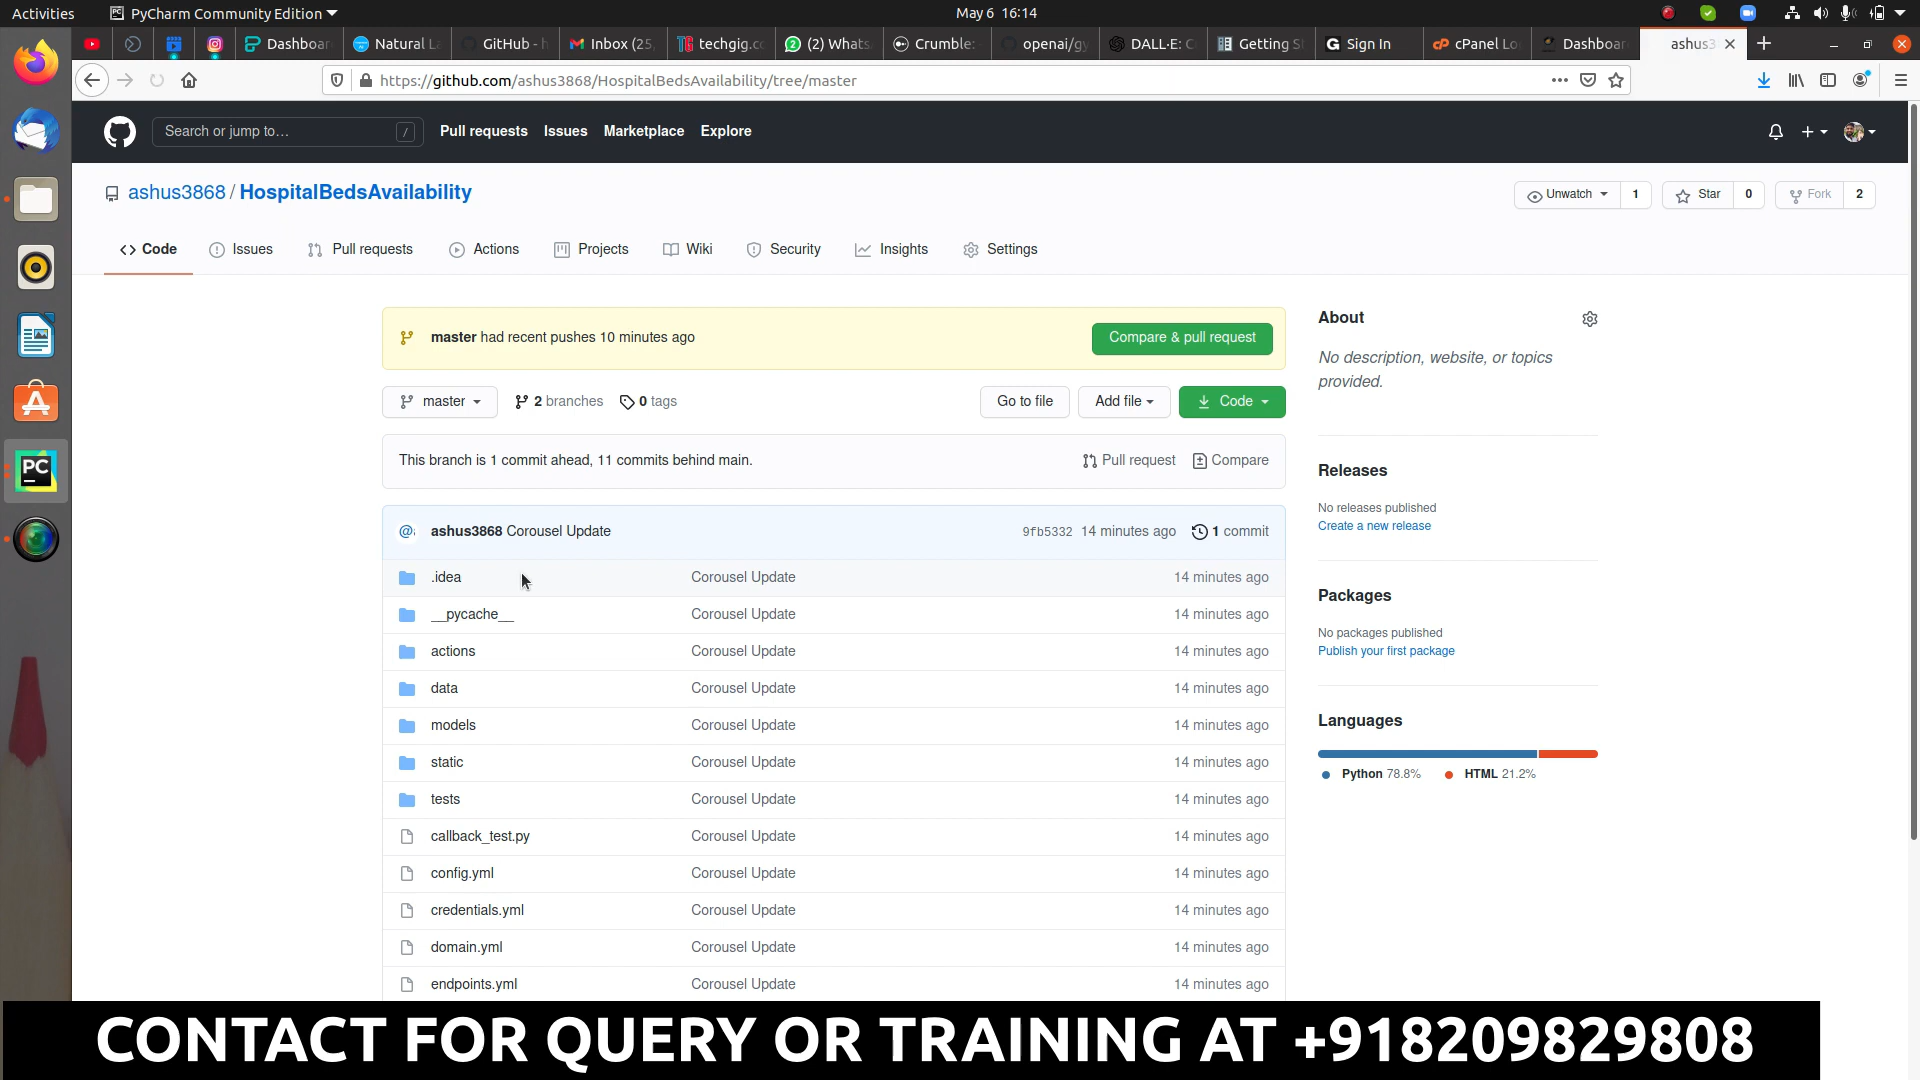 Activities
PyCharm Community Edition
May 6 16:14
Dashboar
Natural La
GitHub - h
Inbox (25,
techgig.co
(2) Whats
Crumble:
openai/gy
DALL·E: C
Getting S
Sign In
cPanel Lo
Dashboar
ashus3
https://github.com/ashus3868/HospitalBedsAvailability/tree/master
Search or jump to…
/
Pull requests
Issues
Marketplace
Explore
ashus3868 / HospitalBedsAvailability
Unwatch
1
Star
0
Fork
2
Code
Issues
Pull requests
Actions
Projects
Wiki
Security
Insights
Settings
master had recent pushes 10 minutes ago
Compare & pull request
master
2 branches
0 tags
Go to file
Add file
Code
This branch is 1 commit ahead, 11 commits behind main.
Pull request
Compare
ashus3868 Corousel Update
9fb5332 14 minutes ago
1 commit
.idea
Corousel Update
14 minutes ago
__pycache__
Corousel Update
14 minutes ago
actions
Corousel Update
14 minutes ago
data
Corousel Update
14 minutes ago
models
Corousel Update
14 minutes ago
static
Corousel Update
14 minutes ago
tests
Corousel Update
14 minutes ago
callback_test.py
Corousel Update
14 minutes ago
config.yml
Corousel Update
14 minutes ago
credentials.yml
Corousel Update
14 minutes ago
domain.yml
Corousel Update
14 minutes ago
endpoints.yml
Corousel Update
14 minutes ago
About
No description, website, or topics
provided.
Releases
No releases published
Create a new release
Packages
No packages published
Publish your first package
Languages
Python 78.8%
HTML 21.2%
CONTACT FOR QUERY OR TRAINING AT +918209829808